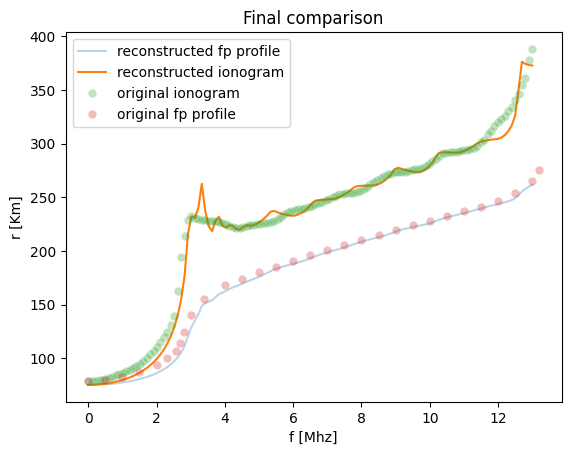 Final comparison
reconstructed fp profile
reconstructed ionogram
original ionogram
original fp profile
400
350
300
250
200
150
100
r [Km]
0 2 4 6 8 10 12
f [Mhz]